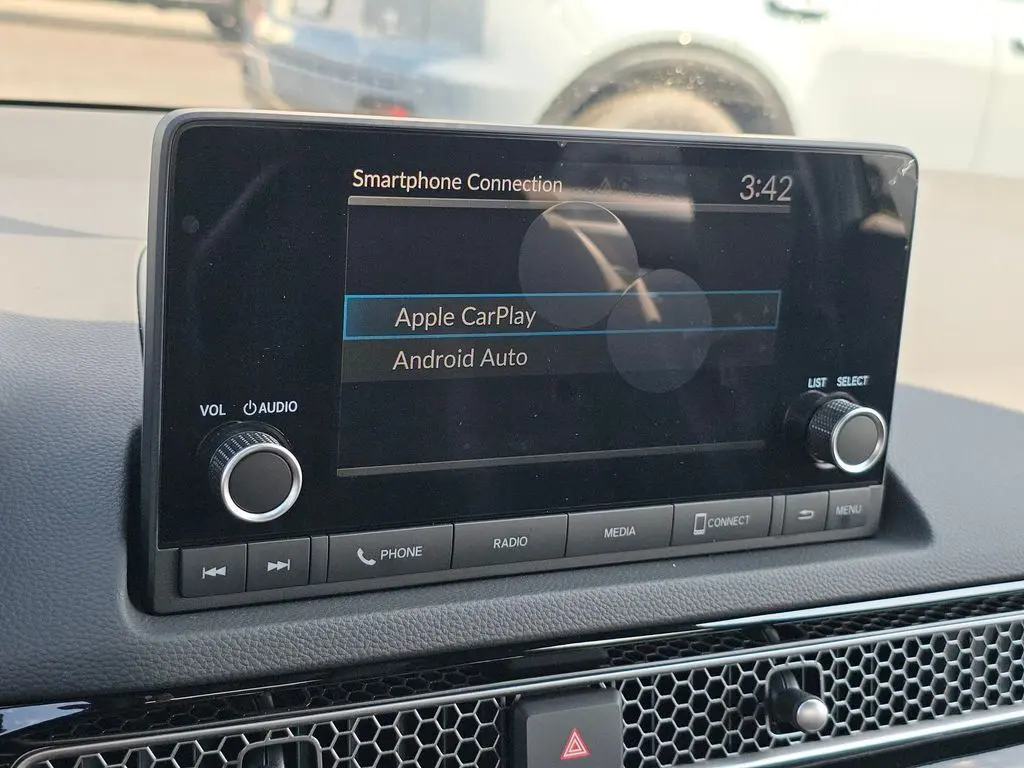 Smartphone Connection
3:42
Apple CarPlay
Android Auto
VOL AUDIO
LIST SELECT
PHONE
RADIO
MEDIA
CONNECT
MENU